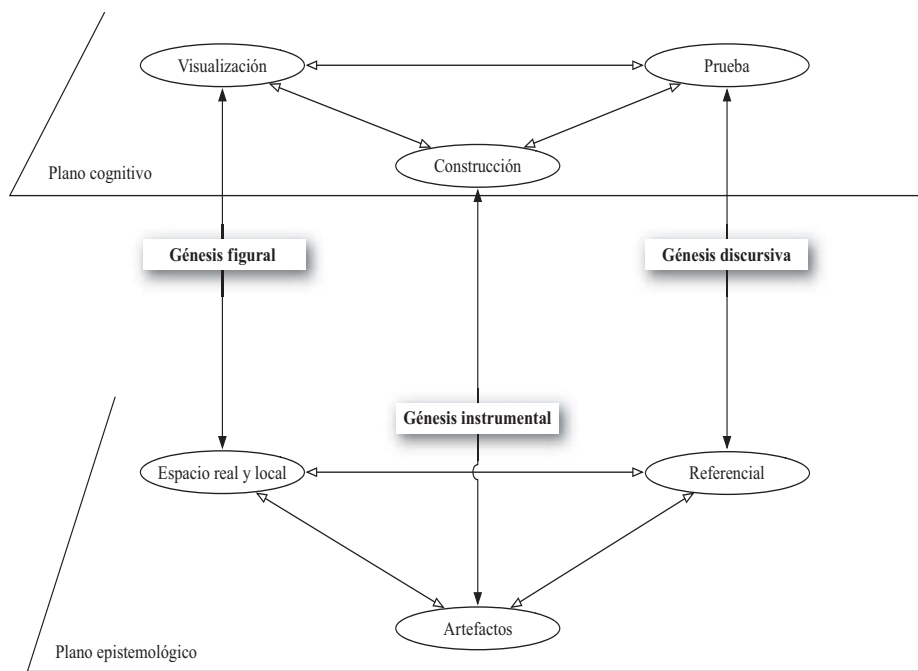 Visualización
Prueba
Construcción
Plano cognitivo
Génesis figural
Génesis discursiva
Génesis instrumental
Espacio real y local
Referencial
Artefactos
Plano epistemológico